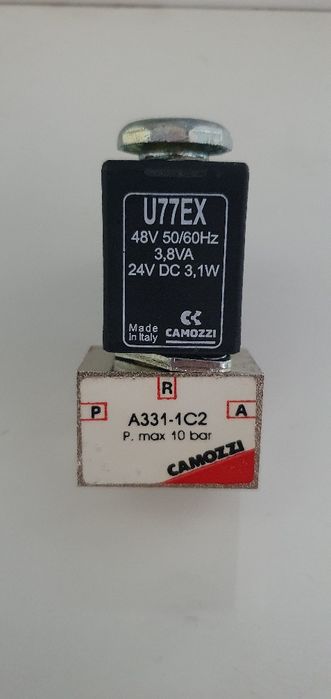 U77EX
48V 50/60Hz
3,8VA
24V DC 3,1W
Made
in Italy
CAMOZZI
R
P
A
A331-1C2
P. max 10 bar
CAMOZZI